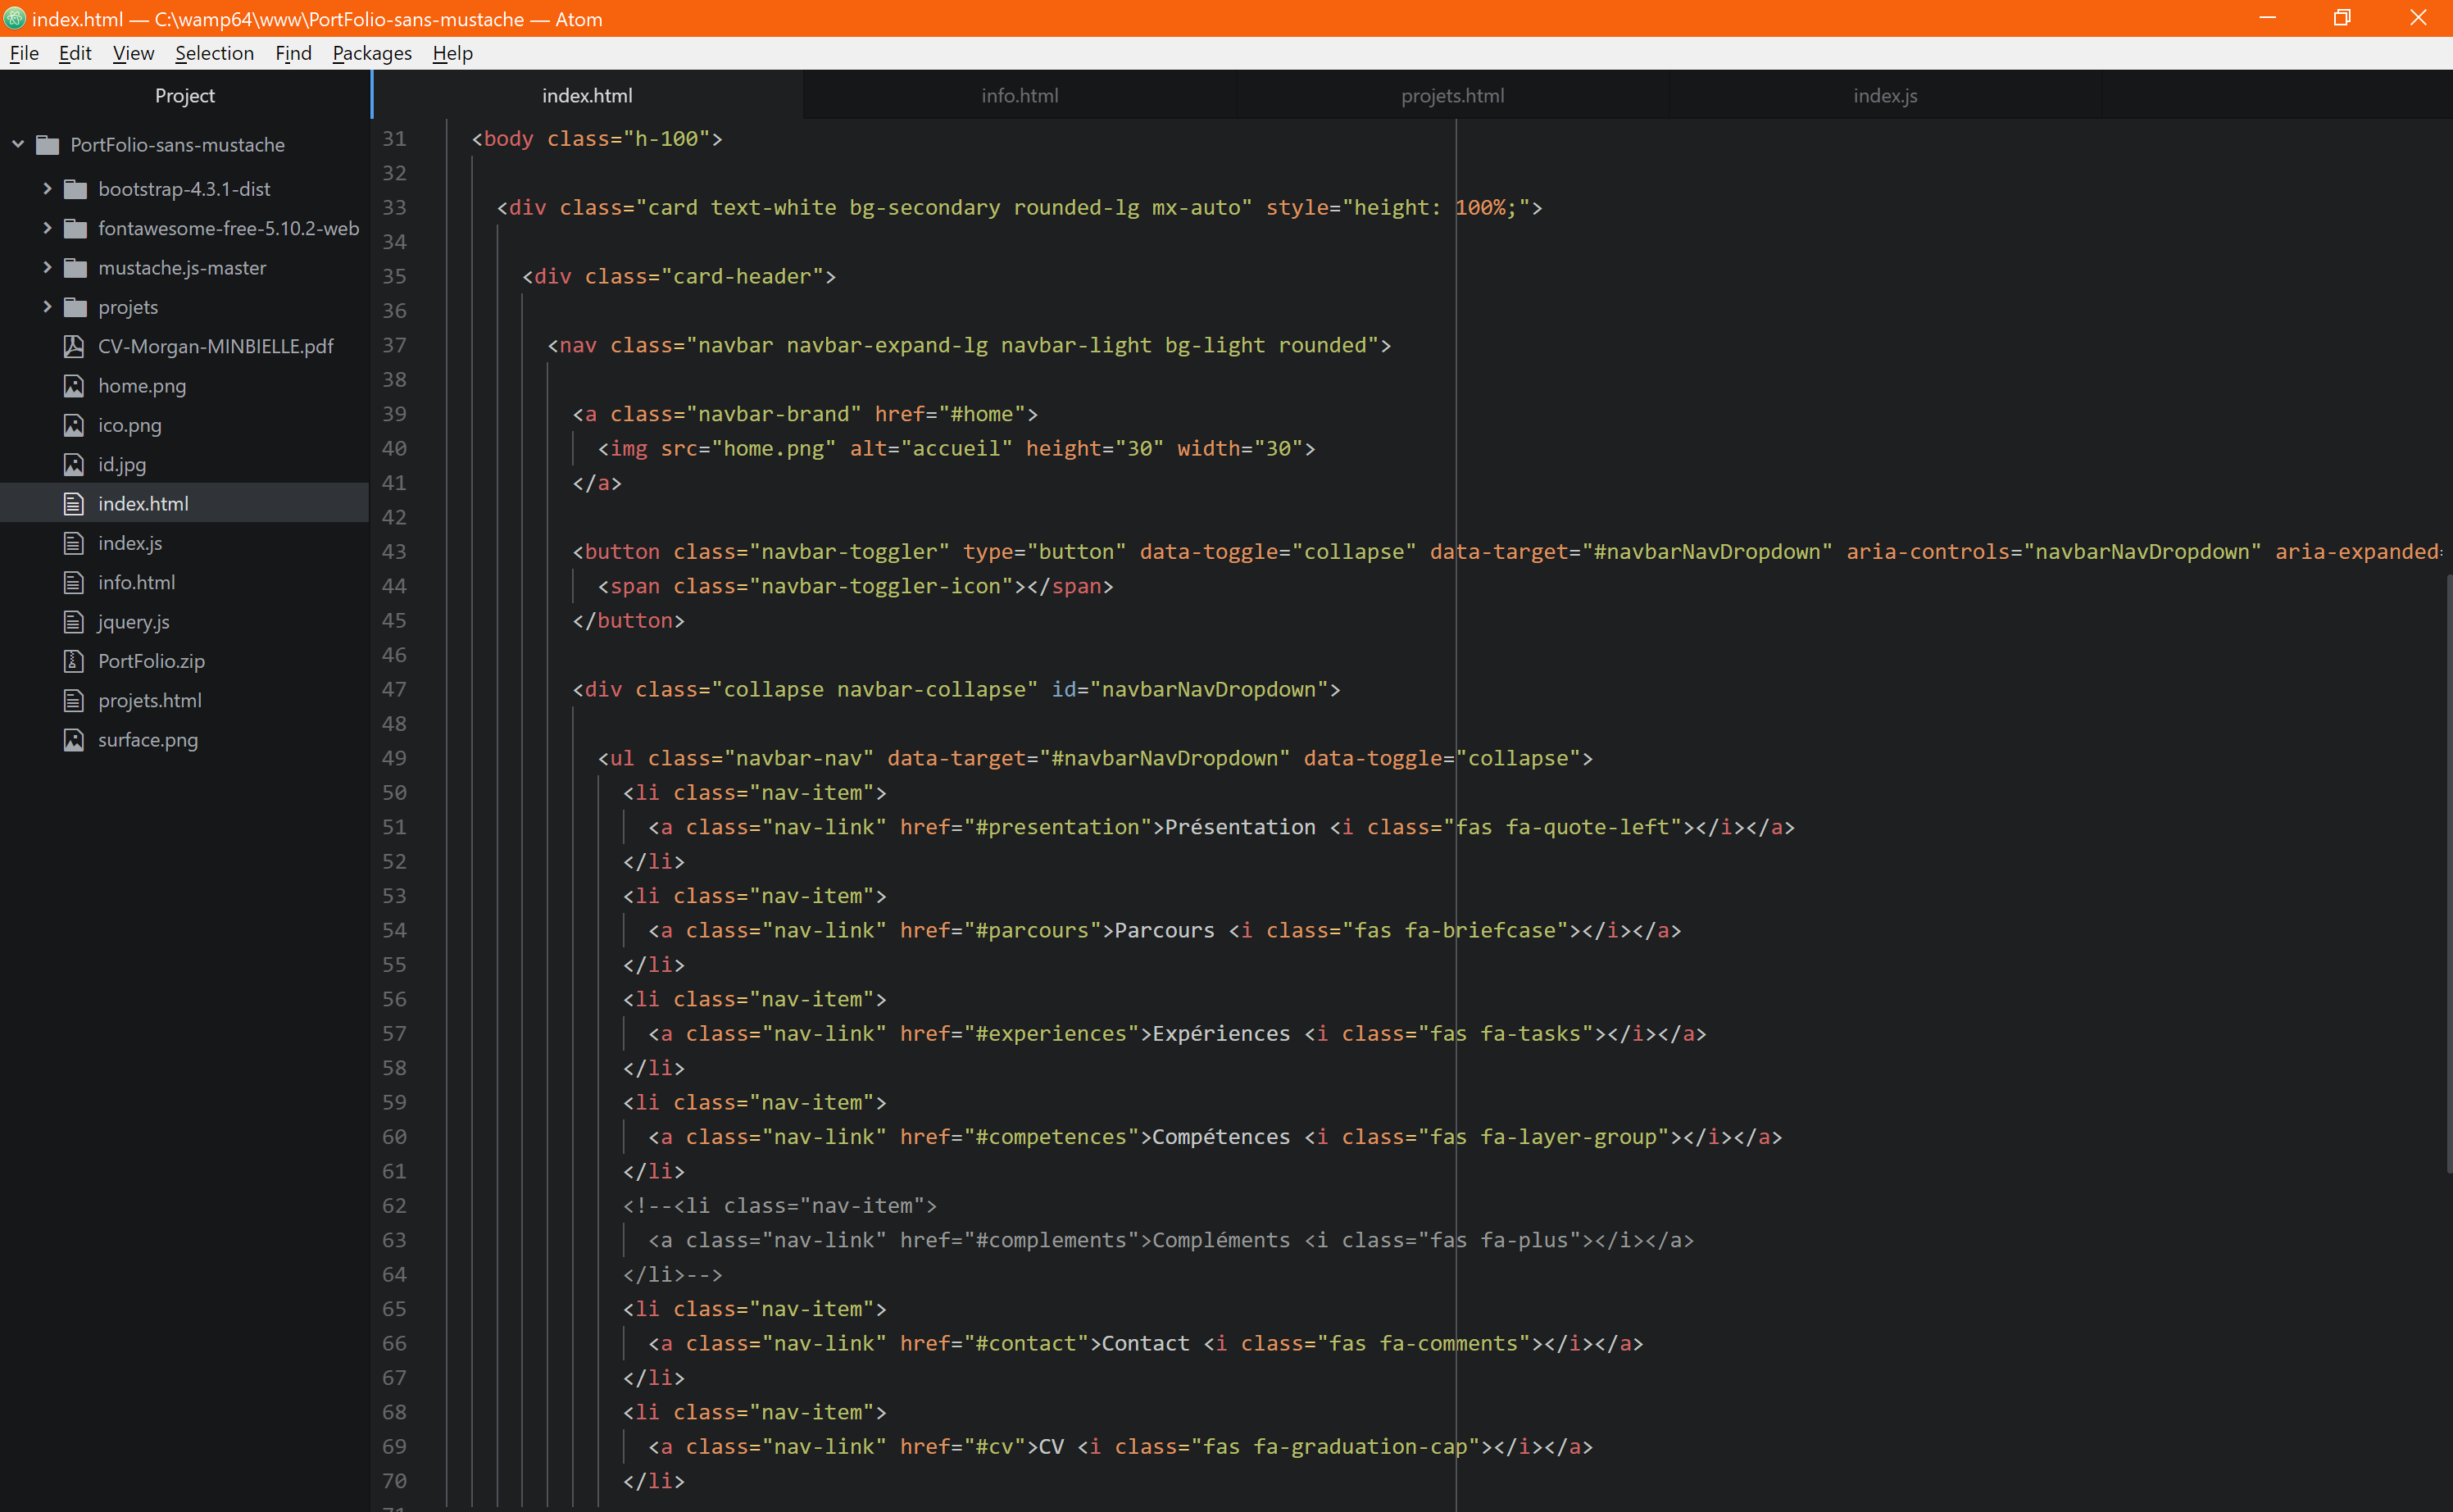 index.html — C:\wamp64\www\PortFolio-sans-mustache — Atom
File Edit View Selection Find Packages Help
Project
PortFolio-sans-mustache
bootstrap-4.3.1-dist
fontawesome-free-5.10.2-web
mustache.js-master
projets
CV-Morgan-MINBIELLE.pdf
home.png
ico.png
id.jpg
index.html
index.js
info.html
jquery.js
PortFolio.zip
projets.html
surface.png
index.html info.html projets.html index.js
31 <body class="h-100">
32
33 <div class="card text-white bg-secondary rounded-lg mx-auto" style="height: 100%;">
34
35 <div class="card-header">
36
37 <nav class="navbar navbar-expand-lg navbar-light bg-light rounded">
38
39 <a class="navbar-brand" href="#home">
40 <img src="home.png" alt="accueil" height="30" width="30">
41 </a>
42
43 <button class="navbar-toggler" type="button" data-toggle="collapse" data-target="#navbarNavDropdown" aria-controls="navbarNavDropdown" aria-expanded=
44 <span class="navbar-toggler-icon"></span>
45 </button>
46
47 <div class="collapse navbar-collapse" id="navbarNavDropdown">
48
49 <ul class="navbar-nav" data-target="#navbarNavDropdown" data-toggle="collapse">
50 <li class="nav-item">
51 <a class="nav-link" href="#presentation">Présentation <i class="fas fa-quote-left"></i></a>
52 </li>
53 <li class="nav-item">
54 <a class="nav-link" href="#parcours">Parcours <i class="fas fa-briefcase"></i></a>
55 </li>
56 <li class="nav-item">
57 <a class="nav-link" href="#experiences">Expériences <i class="fas fa-tasks"></i></a>
58 </li>
59 <li class="nav-item">
60 <a class="nav-link" href="#competences">Compétences <i class="fas fa-layer-group"></i></a>
61 </li>
62 <!--<li class="nav-item">
63 <a class="nav-link" href="#complements">Compléments <i class="fas fa-plus"></i></a>
64 </li>-->
65 <li class="nav-item">
66 <a class="nav-link" href="#contact">Contact <i class="fas fa-comments"></i></a>
67 </li>
68 <li class="nav-item">
69 <a class="nav-link" href="#cv">CV <i class="fas fa-graduation-cap"></i></a>
70 </li>